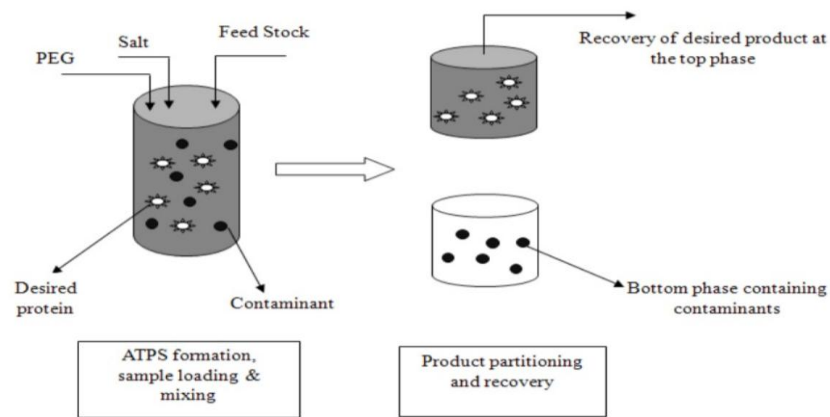 PEG
Salt
Feed Stock
Recovery of desired product at
the top phase
Desired
protein
Contaminant
Bottom phase containing
contaminants
ATPS formation,
sample loading &
mixing
Product partitioning
and recovery